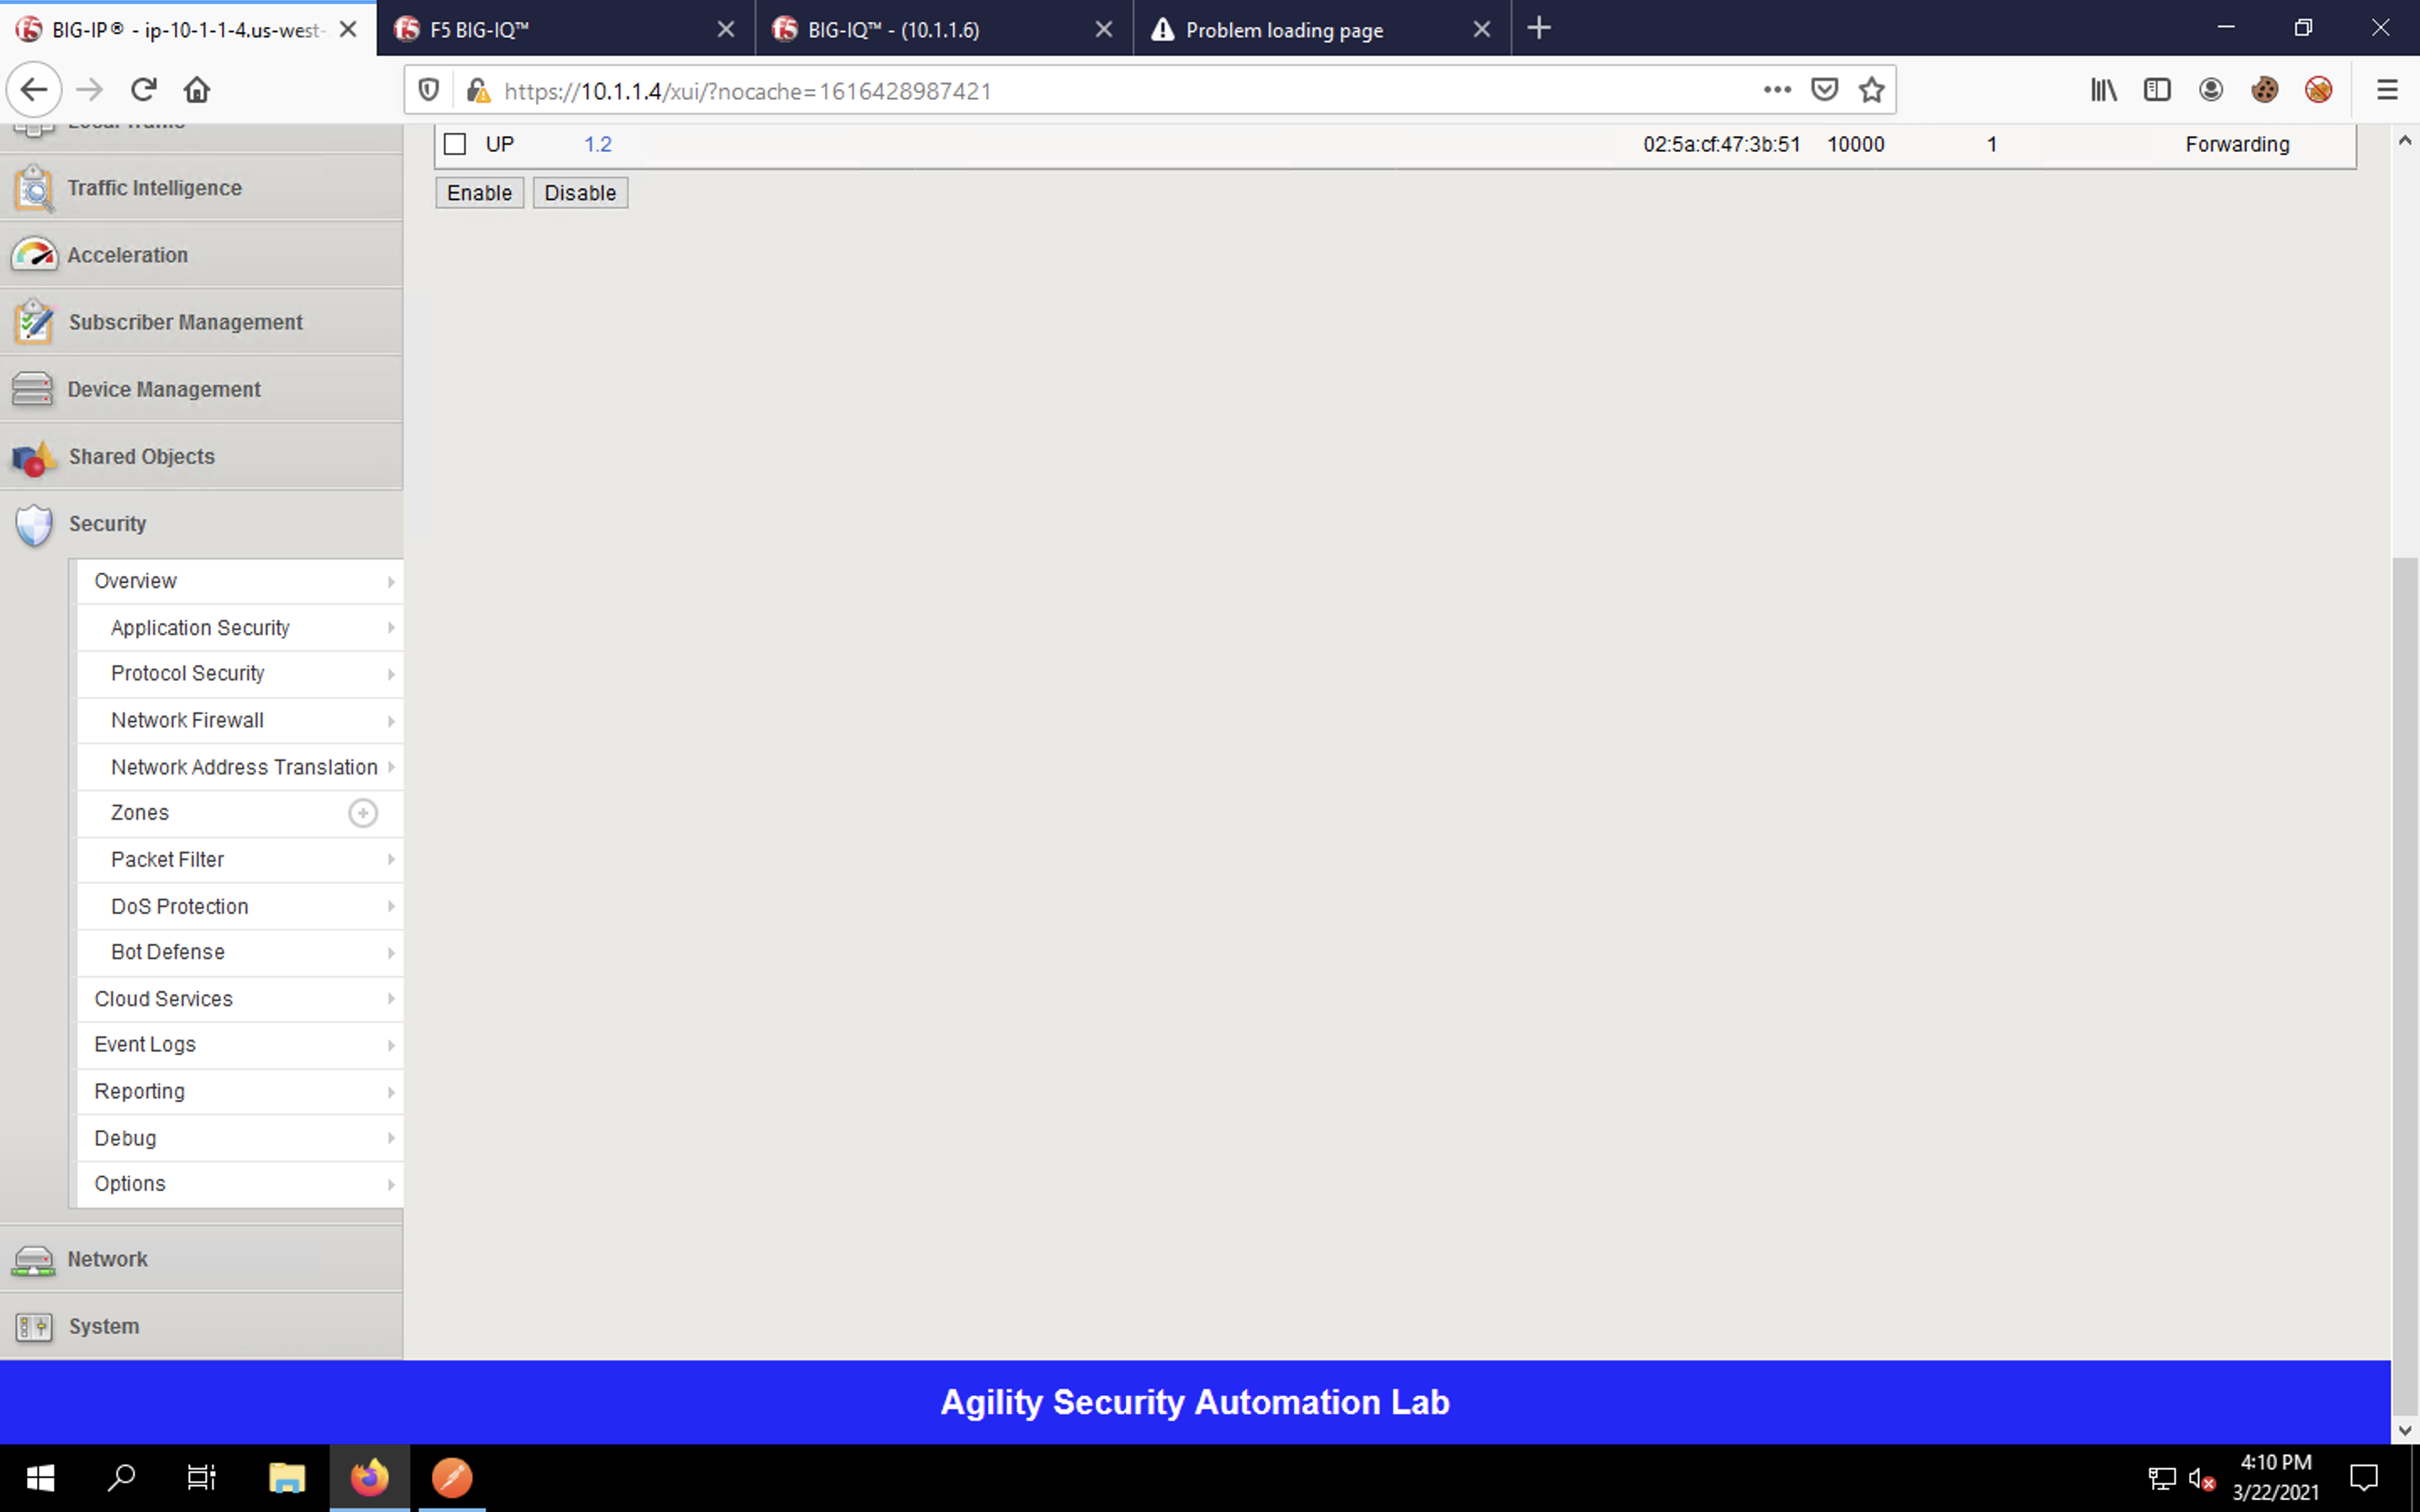 BIG-IP® - ip-10-1-1-4.us-west-
F5 BIG-IQ™
BIG-IQ™ - (10.1.1.6)
Problem loading page
https://10.1.1.4/xui/?nocache=1616428987421
Local Traffic
UP 1.2 02:5a:cf:47:3b:51 10000 1 Forwarding
Enable Disable
Traffic Intelligence
Acceleration
Subscriber Management
Device Management
Shared Objects
Security
Overview
Application Security
Protocol Security
Network Firewall
Network Address Translation
Zones
Packet Filter
DoS Protection
Bot Defense
Cloud Services
Event Logs
Reporting
Debug
Options
Network
System
Agility Security Automation Lab
4:10 PM
3/22/2021